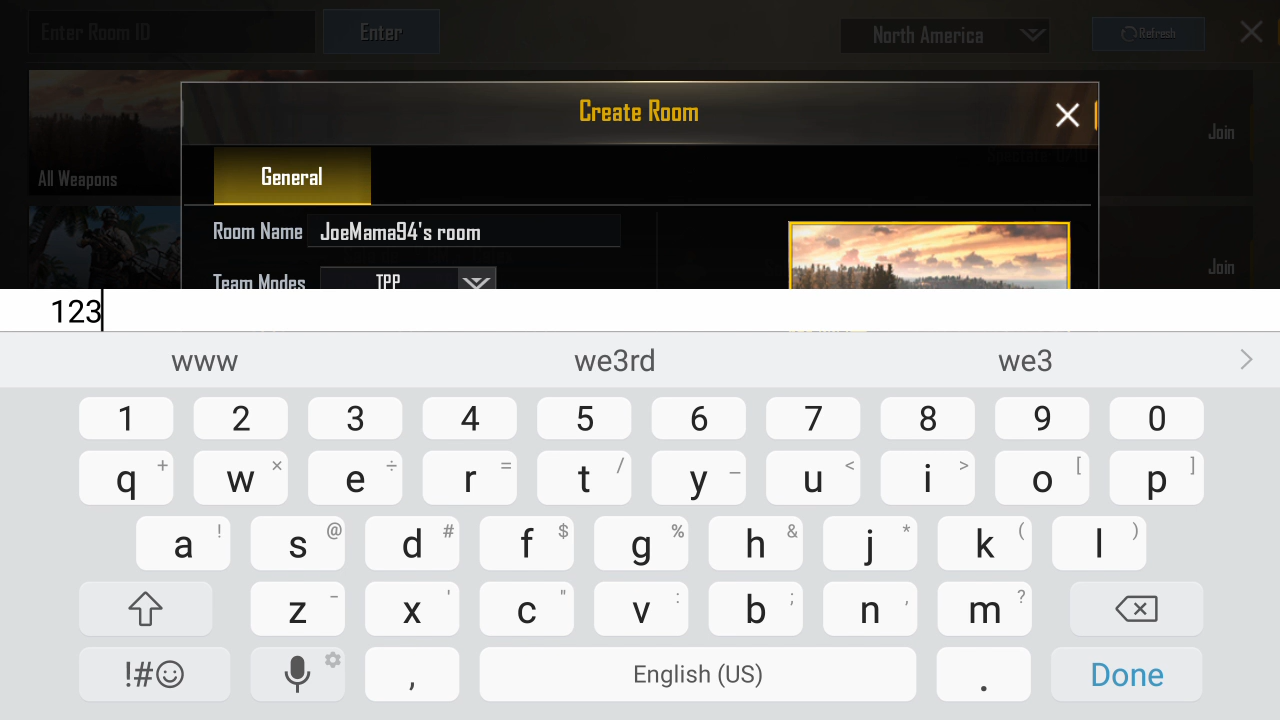 Enter Room ID
Enter
North America
Refresh
Create Room
Join
All Weapons
General
Room Name
JoeMama94's room
Join
Team Modes
TPP
123
www
we3rd
we3
1 2 3 4 5 6 7 8 9 0
q + w × e ÷ r = t / y _ u < i > o [ p ]
a ! s @ d # f $ g % h & j * k ( l )
z - x ' c " v : b ; n , m ?
!#☺ , English (US) . Done